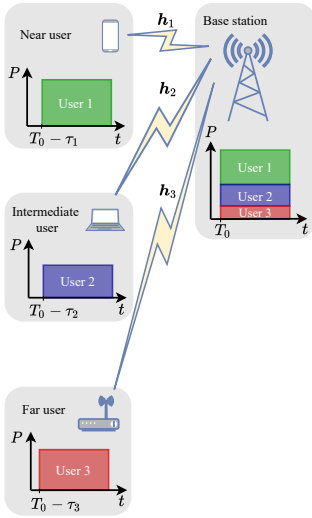 Near user
P
User 1
T₀ − τ₁
t
h₁
Base station
User 1
User 2
User 3
T₀
t
h₂
Intermediate
user
P
User 2
T₀ − τ₂
t
h₃
Far user
P
User 3
T₀ − τ₃
t